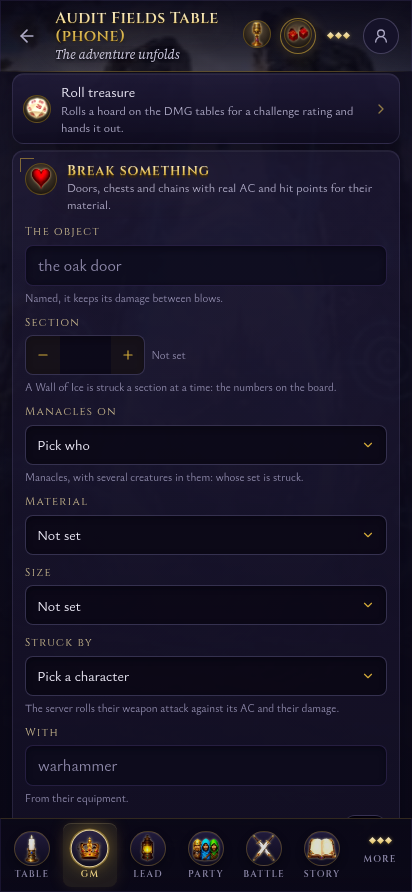 Audit Fields Table
(phone)
The adventure unfolds
Roll treasure
Rolls a hoard on the DMG tables for a challenge rating and
hands it out.
Break something
Doors, chests and chains with real AC and hit points for their
material.
The object
the oak door
Named, it keeps its damage between blows.
Section
− + Not set
A Wall of Ice is struck a section at a time: the numbers on the board.
Manacles on
Pick who
Manacles, with several creatures in them: whose set is struck.
Material
Not set
Size
Not set
Struck by
Pick a character
The server rolls their weapon attack against its AC and their damage.
With
warhammer
From their equipment.
Table GM Lead Party Battle Story More